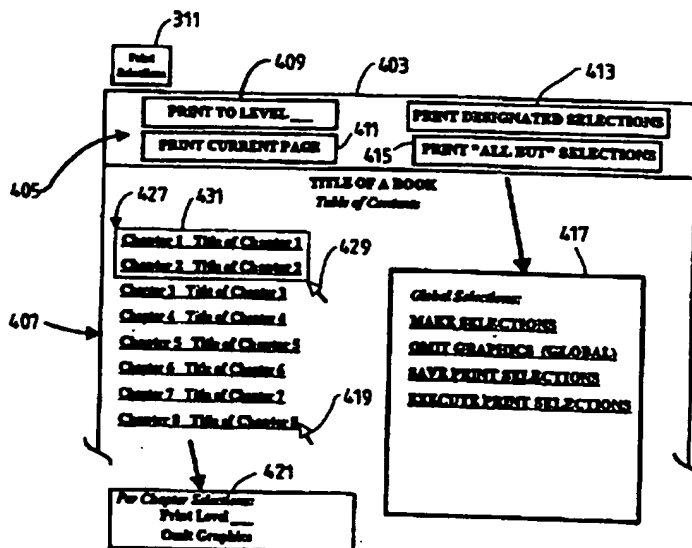 311
Print
Selections
409
403
413
PRINT TO LEVEL ___
PRINT DESIGNATED SELECTIONS
411
PRINT CURRENT PAGE
415
PRINT "ALL BUT" SELECTIONS
405
TITLE OF A BOOK
Table of Contents
427
431
417
Chapter 1 Title of Chapter 1
429
Chapter 2 Title of Chapter 2
Chapter 3 Title of Chapter 3
Global Selections:
407
Chapter 4 Title of Chapter 4
MAKE SELECTIONS
Chapter 5 Title of Chapter 5
OMIT GRAPHICS (GLOBAL)
Chapter 6 Title of Chapter 6
SAVE PRINT SELECTIONS
Chapter 7 Title of Chapter 7
419
EXECUTE PRINT SELECTIONS
Chapter 8 Title of Chapter 8
421
Per Chapter Selections:
Print Level ___
Omit Graphics